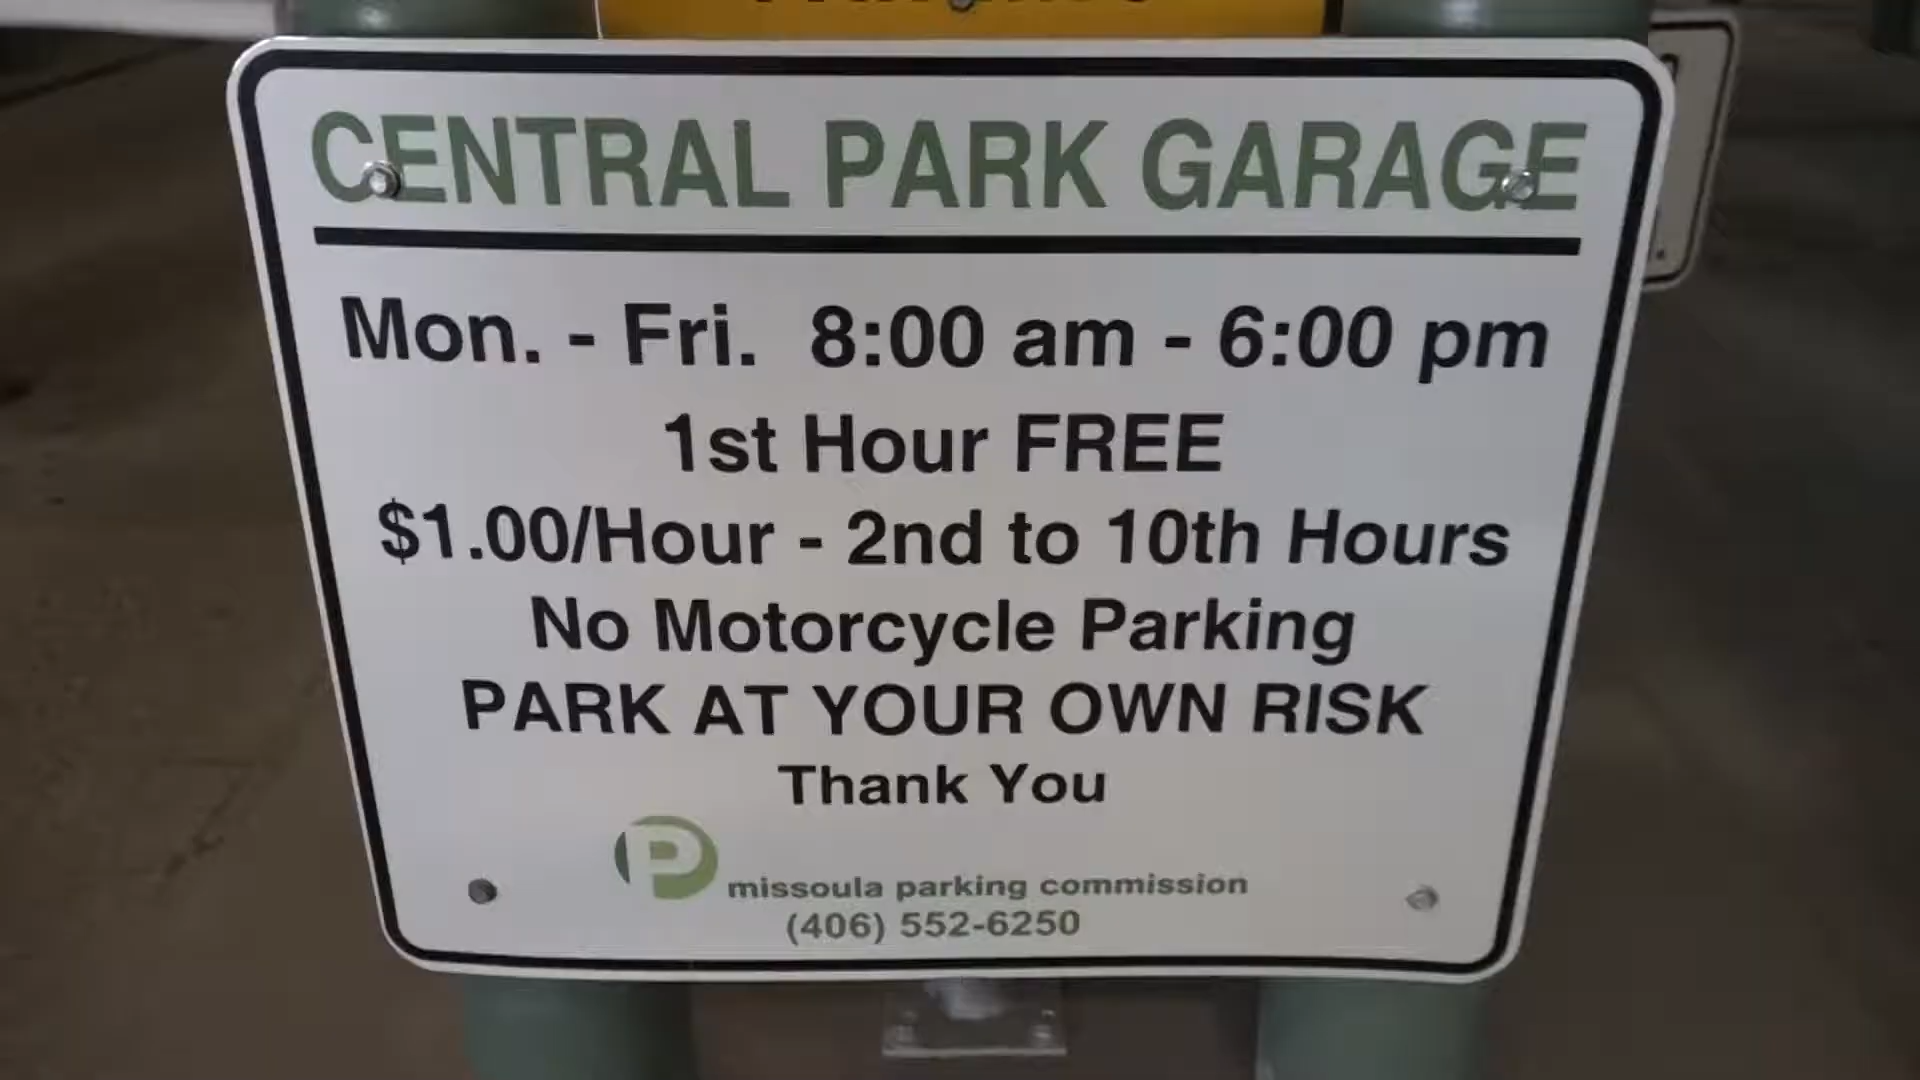 CENTRAL PARK GARAGE
Mon. - Fri. 8:00 am - 6:00 pm
1st Hour FREE
$1.00/Hour - 2nd to 10th Hours
No Motorcycle Parking
PARK AT YOUR OWN RISK
Thank You
P
missoula parking commission
(406) 552-6250